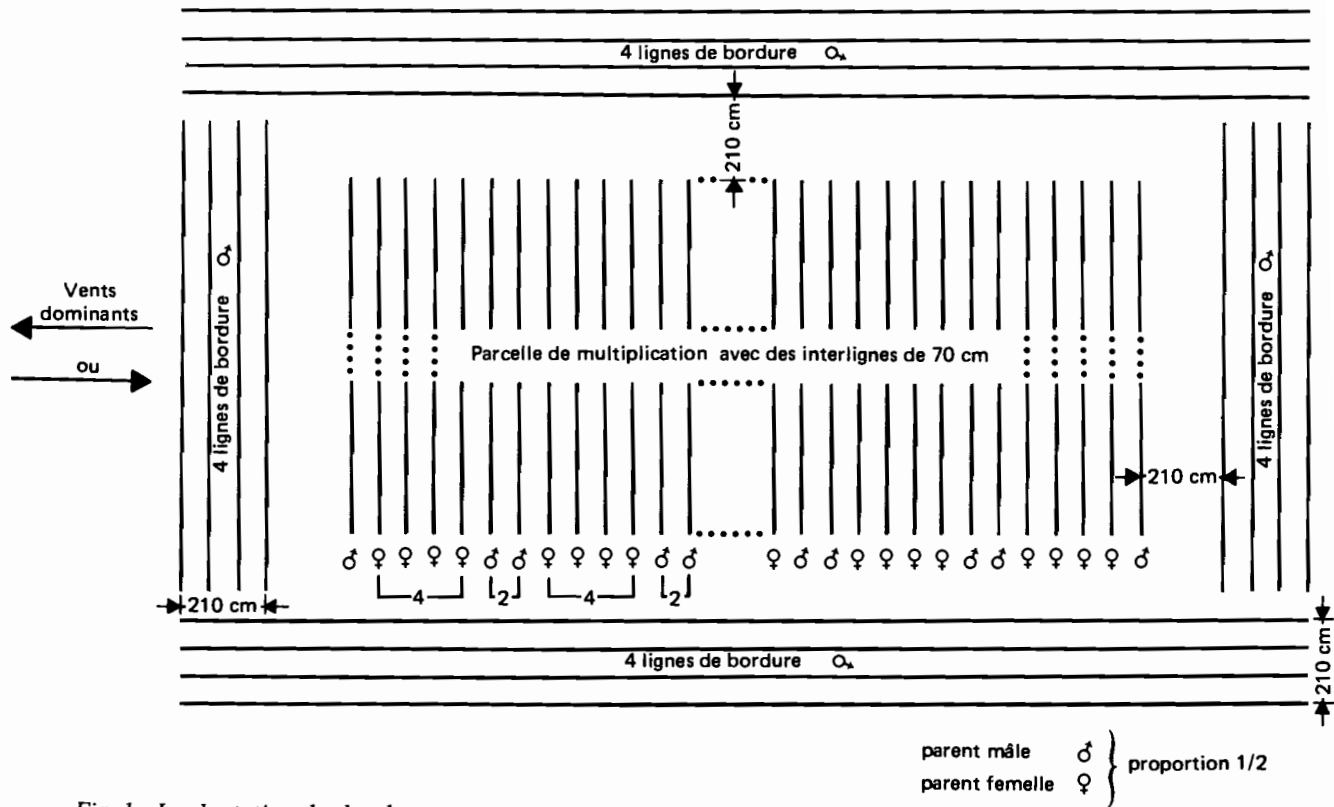 4 lignes de bordure ♂
210 cm
4 lignes de bordure ♂
Vents
dominants
ou
Parcelle de multiplication avec des interlignes de 70 cm
4 lignes de bordure ♂
210 cm
♂ ♀ ♀ ♀ ♀ ♂ ♂ ♀ ♀ ♀ ♀ ♂ ♂ ♀ ♂ ♂ ♀ ♀ ♀ ♀ ♂ ♂ ♀ ♀ ♀ ♀ ♂
4 2 4 2
210 cm
4 lignes de bordure ♂
210 cm
parent mâle ♂
parent femelle ♀
proportion 1/2